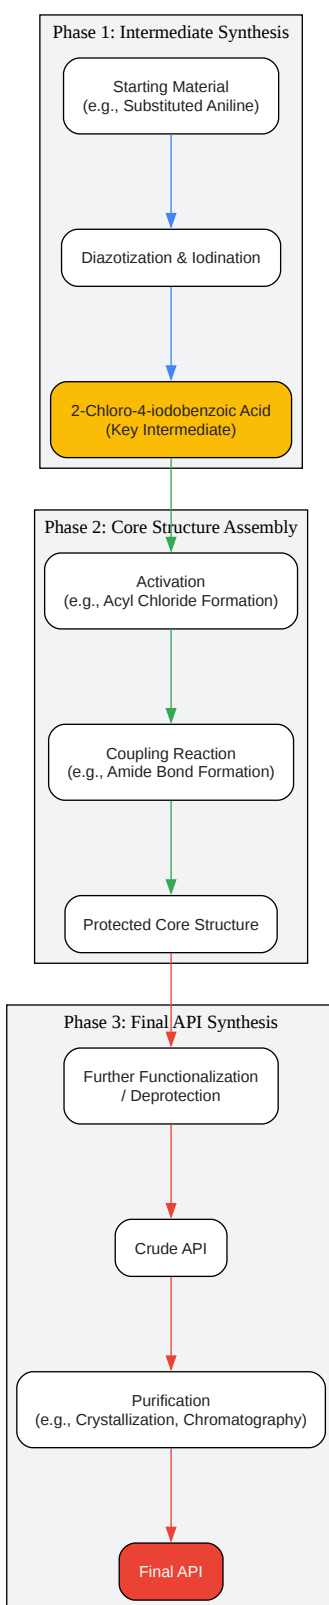 Phase 1: Intermediate Synthesis
Starting Material
(e.g., Substituted Aniline)
Diazotization & Iodination
2-Chloro-4-iodobenzoic Acid
(Key Intermediate)
Phase 2: Core Structure Assembly
Activation
(e.g., Acyl Chloride Formation)
Coupling Reaction
(e.g., Amide Bond Formation)
Protected Core Structure
Phase 3: Final API Synthesis
Further Functionalization
/ Deprotection
Crude API
Purification
(e.g., Crystallization, Chromatography)
Final API